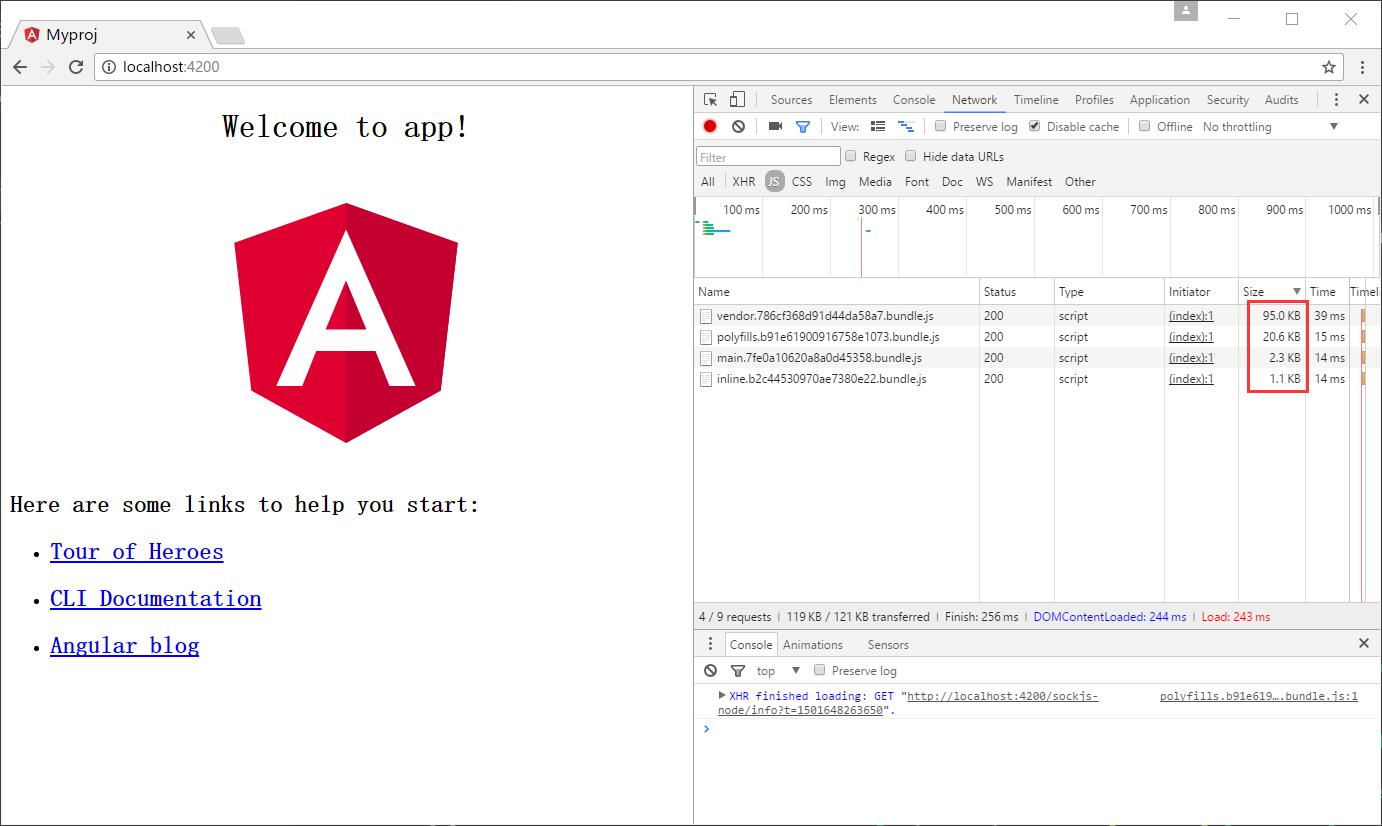 Myproj
localhost:4200
Welcome to app!
A
Here are some links to help you start:
Tour of Heroes
CLI Documentation
Angular blog
Sources Elements Console Network Timeline Profiles Application Security Audits
View: Preserve log Disable cache Offline No throttling
Filter Regex Hide data URLs
All XHR JS CSS Img Media Font Doc WS Manifest Other
100 ms 200 ms 300 ms 400 ms 500 ms 600 ms 700 ms 800 ms 900 ms 1000 ms
Name Status Type Initiator Size Time Timeli
vendor.786cf368d91d44da58a7.bundle.js 200 script (index):1 95.0 KB 39 ms
polyfills.b91e61900916758e1073.bundle.js 200 script (index):1 20.6 KB 15 ms
main.7fe0a10620a8a0d45358.bundle.js 200 script (index):1 2.3 KB 14 ms
inline.b2c44530970ae7380e22.bundle.js 200 script (index):1 1.1 KB 14 ms
4 / 9 requests | 119 KB / 121 KB transferred | Finish: 256 ms | DOMContentLoaded: 244 ms | Load: 243 ms
Console Animations Sensors
top Preserve log
XHR finished loading: GET "http://localhost:4200/sockjs- polyfills.b91e619….bundle.js:1
node/info?t=1501648263650".